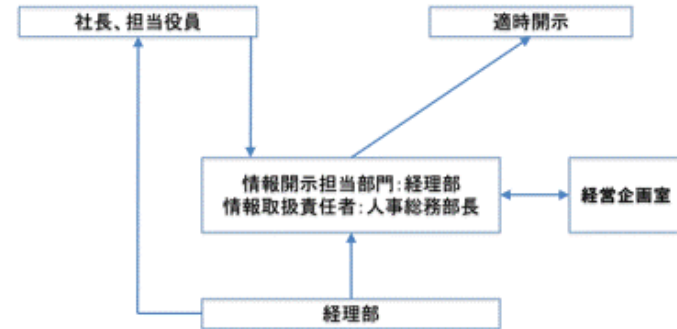 社長、担当役員
適時開示
情報開示担当部門:経理部
情報取扱責任者:人事総務部長
経営企画室
経理部